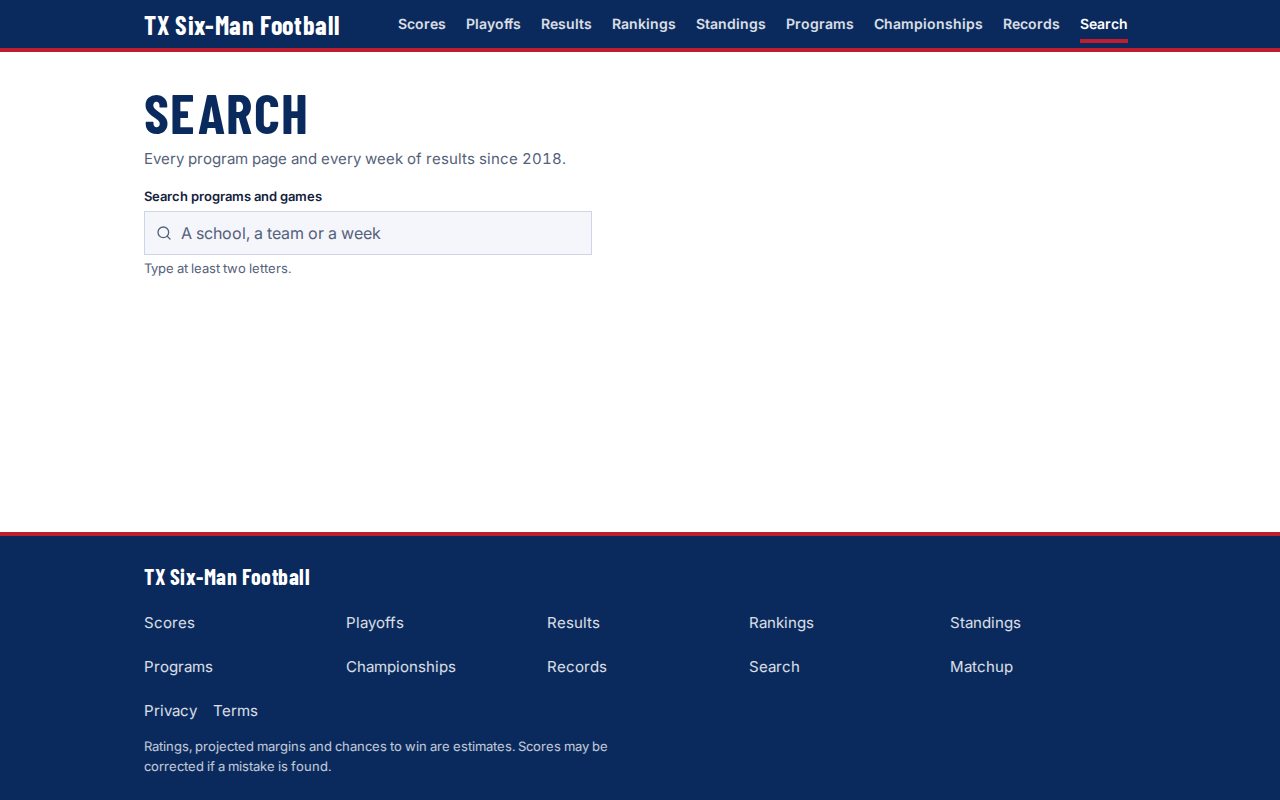 TX Six-Man Football
Scores Playoffs Results Rankings Standings Programs Championships Records Search
SEARCH
Every program page and every week of results since 2018.
Search programs and games
A school, a team or a week
Type at least two letters.
TX Six-Man Football
Scores Playoffs Results Rankings Standings
Programs Championships Records Search Matchup
Privacy Terms
Ratings, projected margins and chances to win are estimates. Scores may be
corrected if a mistake is found.